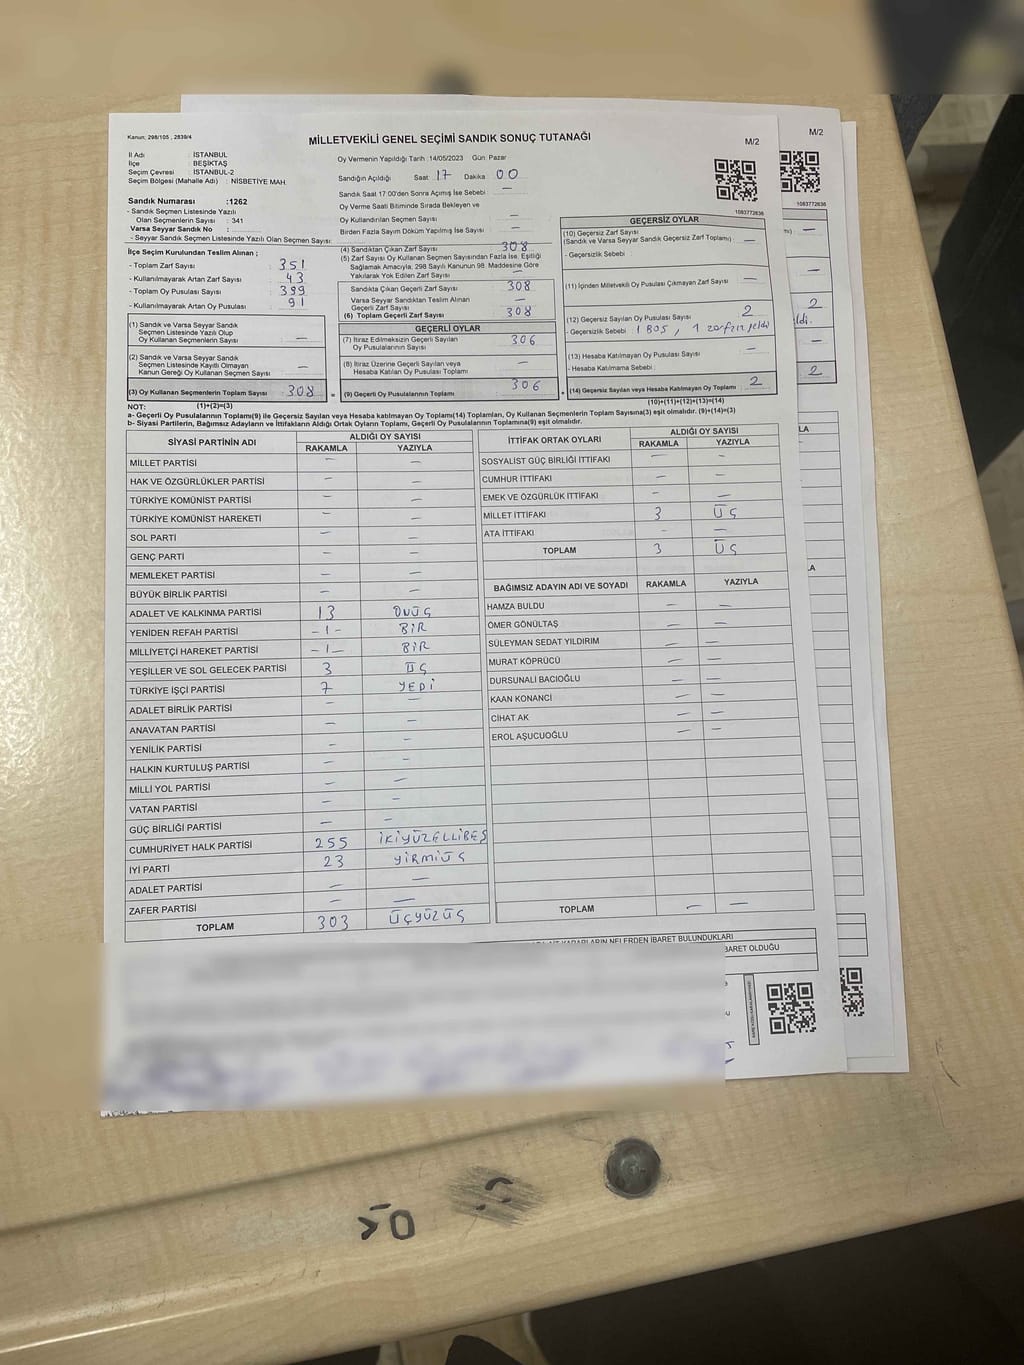 Kanun; 298/105 , 2839/4
MİLLETVEKİLİ GENEL SEÇİMİ SANDIK SONUÇ TUTANAĞI
M/2
M/2
İl Adı : İSTANBUL
İlçe : BEŞİKTAŞ
Seçim Çevresi : İSTANBUL-2
Seçim Bölgesi (Mahalle Adı) : NİSBETİYE MAH.
Sandık Numarası :1262
- Sandık Seçmen Listesinde Yazılı
Olan Seçmenlerin Sayısı : 341
Varsa Seyyar Sandık No :
- Seyyar Sandık Seçmen Listesinde Yazılı Olan Seçmen Sayısı:
Oy Vermenin Yapıldığı Tarih :14/05/2023 Gün: Pazar
Sandığın Açıldığı Saat 17 Dakika 00
Sandık Saat 17:00'den Sonra Açımış İse Sebebi : —
Oy Verme Saati Bitiminde Sırada Bekleyen ve
Oy Kullandırılan Seçmen Sayısı —
Birden Fazla Sayım Döküm Yapılmış İse Sayısı : —
1083772636
1083772636
İlçe Seçim Kurulundan Teslim Alınan ;
- Toplam Zarf Sayısı : 351
- Kullanılmayarak Artan Zarf Sayısı : 43
- Toplam Oy Pusulası Sayısı : 399
- Kullanılmayarak Artan Oy Pusulası : 91
(1) Sandık ve Varsa Seyyar Sandık
Seçmen Listesinde Yazılı Olup
Oy Kullanan Seçmenlerin Sayısı : —
(2) Sandık ve Varsa Seyyar Sandık
Seçmen Listesinde Kayıtlı Olmayan
Kanun Gereği Oy Kullanan Seçmen Sayısı : —
(3) Oy Kullanan Seçmenlerin Toplam Sayısı : 308
(1)+(2)=(3)
(4) Sandıktan Çıkan Zarf Sayısı : 308
(5) Zarf Sayısı Oy Kullanan Seçmen Sayısından Fazla İse, Eşitliği
Sağlamak Amacıyla; 298 Sayılı Kanunun 98. Maddesine Göre
Yakılarak Yok Edilen Zarf Sayısı : —
Sandıkta Çıkan Geçerli Zarf Sayısı : 308
Varsa Seyyar Sandıktan Teslim Alınan
Geçerli Zarf Sayısı : —
(6) Toplam Geçerli Zarf Sayısı : 308
GEÇERLİ OYLAR
(7) İtiraz Edilmeksizin Geçerli Sayılan
Oy Pusulalarının Sayısı : 306
(8) İtiraz Üzerine Geçerli Sayılan veya
Hesaba Katılan Oy Pusulası Toplamı : —
(9) Geçerli Oy Pusulalarının Toplamı : 306
GEÇERSİZ OYLAR
(10) Geçersiz Zarf Sayısı
(Sandık ve Varsa Seyyar Sandık Geçersiz Zarf Toplamı) : —
- Geçersizlik Sebebi :
(11) İçinden Milletvekili Oy Pusulası Çıkmayan Zarf Sayısı : —
(12) Geçersiz Sayılan Oy Pusulası Sayısı : 2
- Geçersizlik Sebebi : 1 BOŞ, 1 zarfsız geldi
(13) Hesaba Katılmayan Oy Pusulası Sayısı : —
- Hesaba Katılmama Sebebi :
(14) Geçersiz Sayılan veya Hesaba Katılmayan Oy Toplamı : 2
(10)+(11)+(12)+(13)=(14)
NOT:
a- Geçerli Oy Pusulalarının Toplamı(9) ile Geçersiz Sayılan veya Hesaba katılmayan Oy Toplamı(14) Toplamları, Oy Kullanan Seçmenlerin Toplam Sayısına(3) eşit olmalıdır. (9)+(14)=(3)
b- Siyasi Partilerin, Bağımsız Adayların ve İttifakların Aldığı Ortak Oyların Toplamı, Geçerli Oy Pusulalarının Toplamına(9) eşit olmalıdır.
SİYASİ PARTİNİN ADI ALDIĞI OY SAYISI
RAKAMLA YAZIYLA
MİLLET PARTİSİ — —
HAK VE ÖZGÜRLÜKLER PARTİSİ — —
TÜRKİYE KOMÜNİST PARTİSİ — —
TÜRKİYE KOMÜNİST HAREKETİ — —
SOL PARTİ — —
GENÇ PARTİ — —
MEMLEKET PARTİSİ — —
BÜYÜK BİRLİK PARTİSİ — —
ADALET VE KALKINMA PARTİSİ 13 ONÜÇ
YENİDEN REFAH PARTİSİ -1- BİR
MİLLİYETÇİ HAREKET PARTİSİ -1- BİR
YEŞİLLER VE SOL GELECEK PARTİSİ 3 ÜÇ
TÜRKİYE İŞÇİ PARTİSİ 7 YEDİ
ADALET BİRLİK PARTİSİ — —
ANAVATAN PARTİSİ — —
YENİLİK PARTİSİ — —
HALKIN KURTULUŞ PARTİSİ — —
MİLLİ YOL PARTİSİ — —
VATAN PARTİSİ — —
GÜÇ BİRLİĞİ PARTİSİ — —
CUMHURİYET HALK PARTİSİ 255 İKİYÜZELLİBEŞ
İYİ PARTİ 23 YİRMİÜÇ
ADALET PARTİSİ — —
ZAFER PARTİSİ — —
TOPLAM 303 ÜÇYÜZÜÇ
İTTİFAK ORTAK OYLARI ALDIĞI OY SAYISI
RAKAMLA YAZIYLA
SOSYALİST GÜÇ BİRLİĞİ İTTİFAKI — —
CUMHUR İTTİFAKI — —
EMEK VE ÖZGÜRLÜK İTTİFAKI — —
MİLLET İTTİFAKI 3 ÜÇ
ATA İTTİFAKI — —
TOPLAM 3 ÜÇ
BAĞIMSIZ ADAYIN ADI VE SOYADI RAKAMLA YAZIYLA
HAMZA BULDU — —
ÖMER GÖNÜLTAŞ — —
SÜLEYMAN SEDAT YILDIRIM — —
MURAT KÖPRÜCÜ — —
DURSUNALİ BACIOĞLU — —
KAAN KONANCİ — —
CİHAT AK — —
EROL AŞUCUOĞLU — —
TOPLAM — —
NELERDEN İBARET BULUNDUKLARI
BARET OLDUĞU